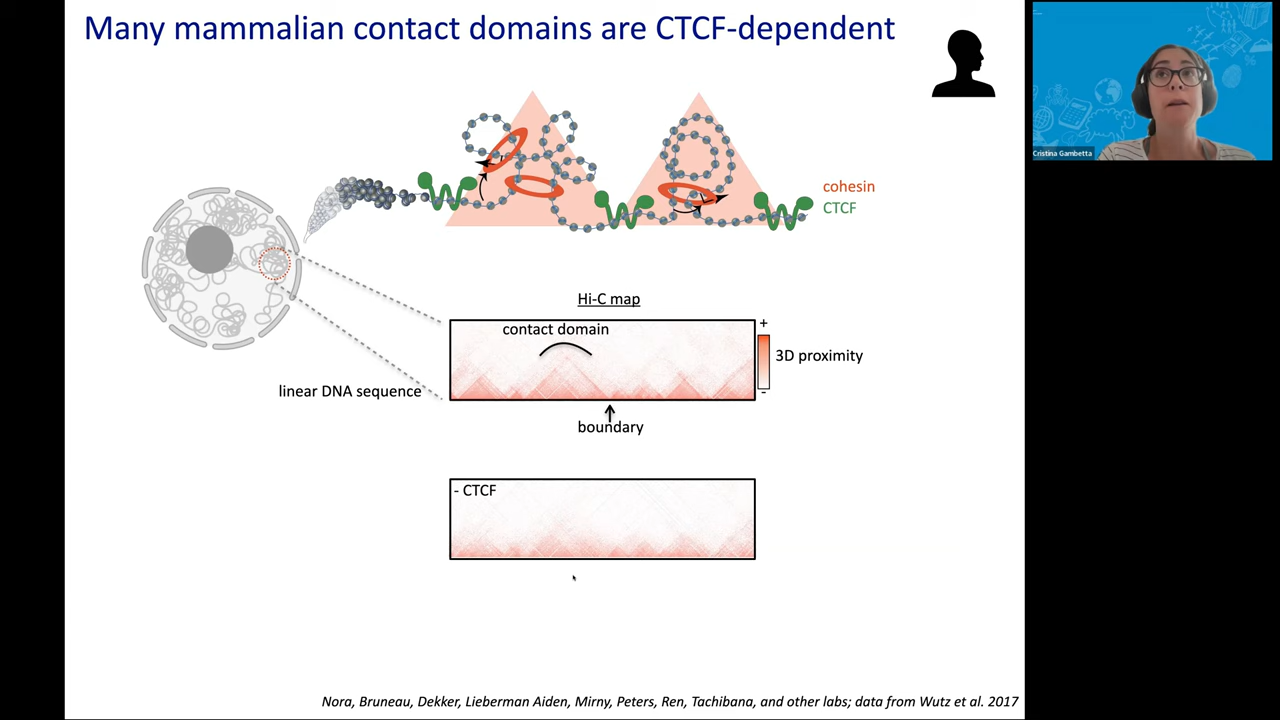 Many mammalian contact domains are CTCF-dependent
cohesin
CTCF
Hi-C map
contact domain
+
3D proximity
-
linear DNA sequence
boundary
- CTCF
Nora, Bruneau, Dekker, Lieberman Aiden, Mirny, Peters, Ren, Tachibana, and other labs; data from Wutz et al. 2017
Cristina Gambetta